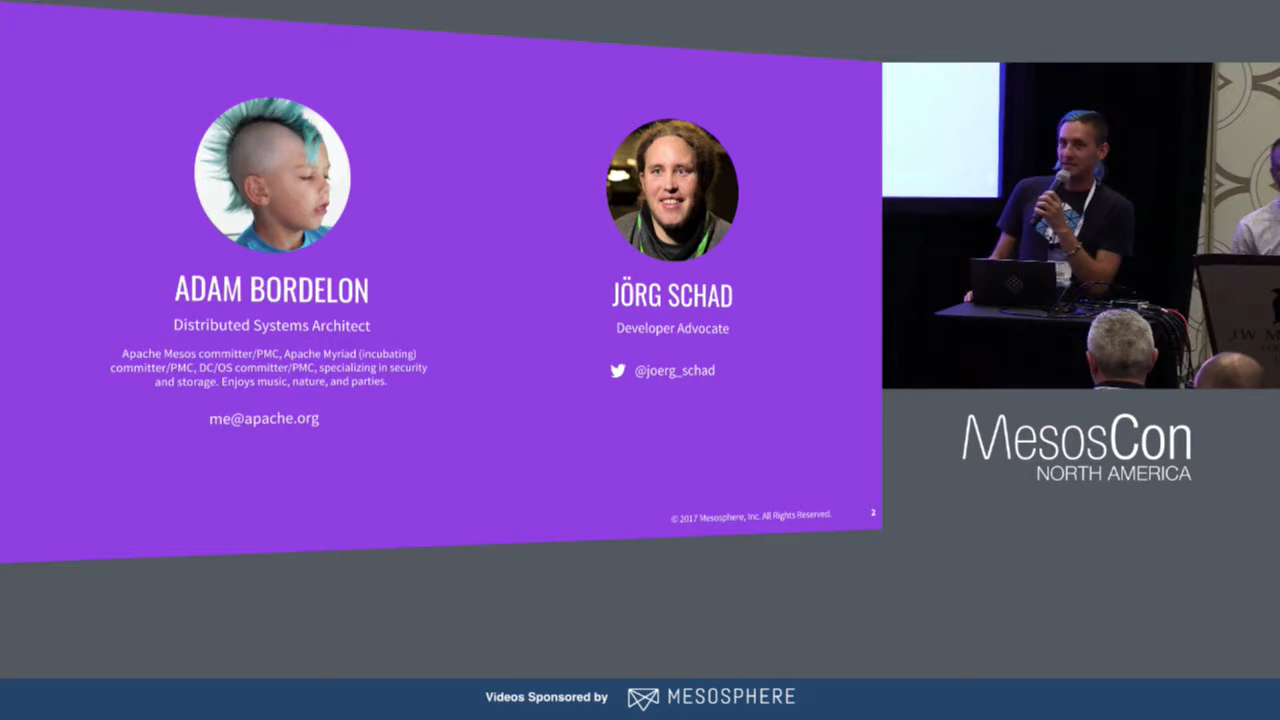 ADAM BORDELON
Distributed Systems Architect
Apache Mesos committer/PMC, Apache Myriad (incubating)
committer/PMC, DC/OS committer/PMC, specializing in security
and storage. Enjoys music, nature, and parties.
me@apache.org
JÖRG SCHAD
Developer Advocate
@joerg_schad
© 2017 Mesosphere, Inc. All Rights Reserved.
2
MesosCon
NORTH AMERICA
Videos Sponsored by
MESOSPHERE